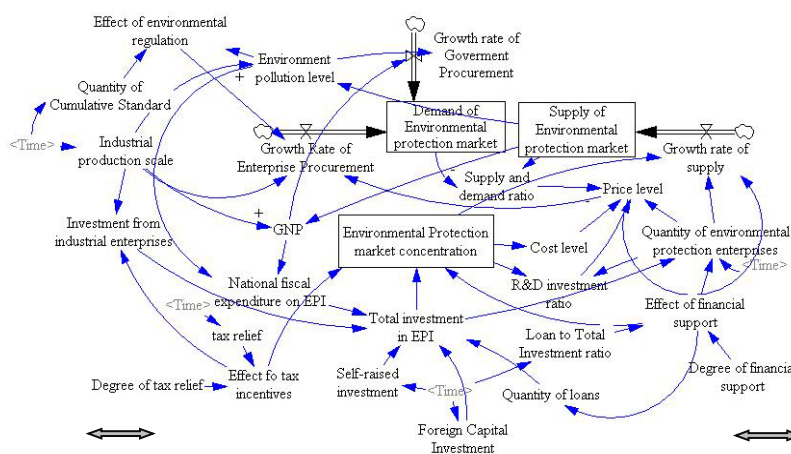 Effect of environmental
regulation
Growth rate of
Goverment
Procurement
Environment
pollution level
+
Quantity of
Cumulative Standard
Demand of
Environmental
protection market
Supply of
Environmental
protection market
<Time>
Industrial
production scale
Growth Rate of
Enterprise Procurement
Growth rate of
supply
-
Supply and
demand ratio
-
Price level
Investment from
industrial enterprises
+
GNP
Environmental Protection
market concentration
Cost level
Quantity of environmental
protection enterprises
<Time>
National fiscal
expenditure on EPI
R&D investment
ratio
<Time>
tax relief
Total investment
in EPI
Loan to Total
Investment ratio
Effect of financial
support
Degree of tax relief
Effect fo tax
incentives
Self-raised
investment
<Time>
Quantity of loans
Degree of financial
support
Foreign Capital
Investment